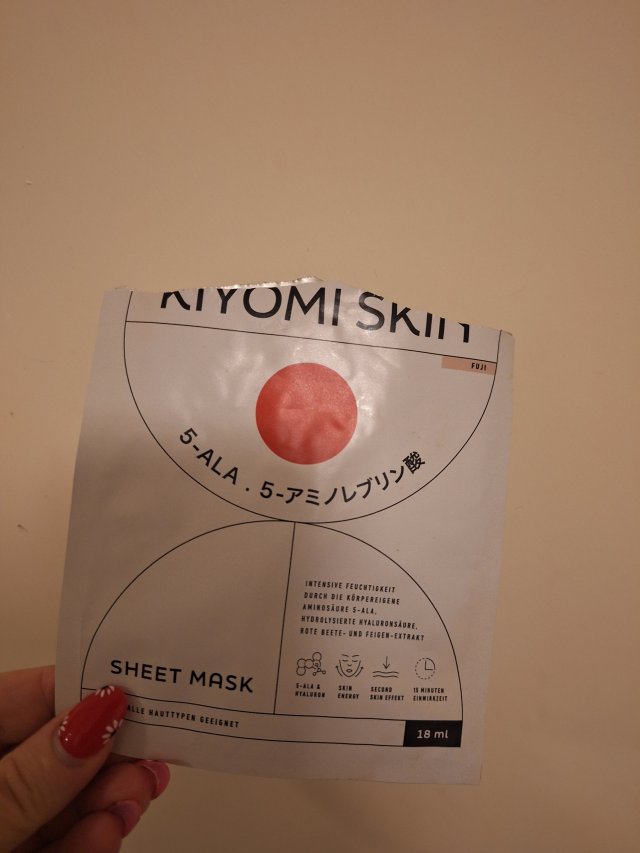 KIYOMI SKIN
FUJI
5-ALA . 5-アミノレブリン酸
INTENSIVE FEUCHTIGKEIT
DURCH DIE KÖRPEREIGENE
AMINOSÄURE 5-ALA,
HYDROLYSIERTE HYALURONSÄURE,
ROTE BEETE- UND FEIGEN-EXTRAKT
SHEET MASK
5-ALA &
HYALURON
SKIN
ENERGY
SECOND
SKIN EFFEKT
15 MINUTEN
EINWIRKZEIT
ALLE HAUTTYPEN GEEIGNET
18 ml